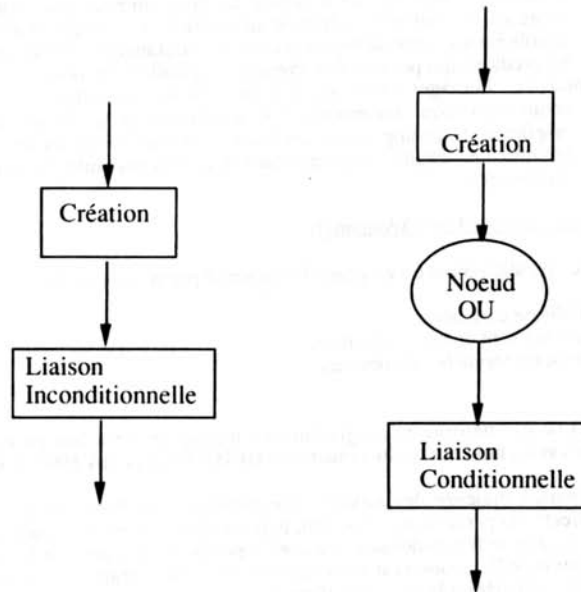 Création
Liaison
Inconditionnelle
Création
Noeud
OU
Liaison
Conditionnelle